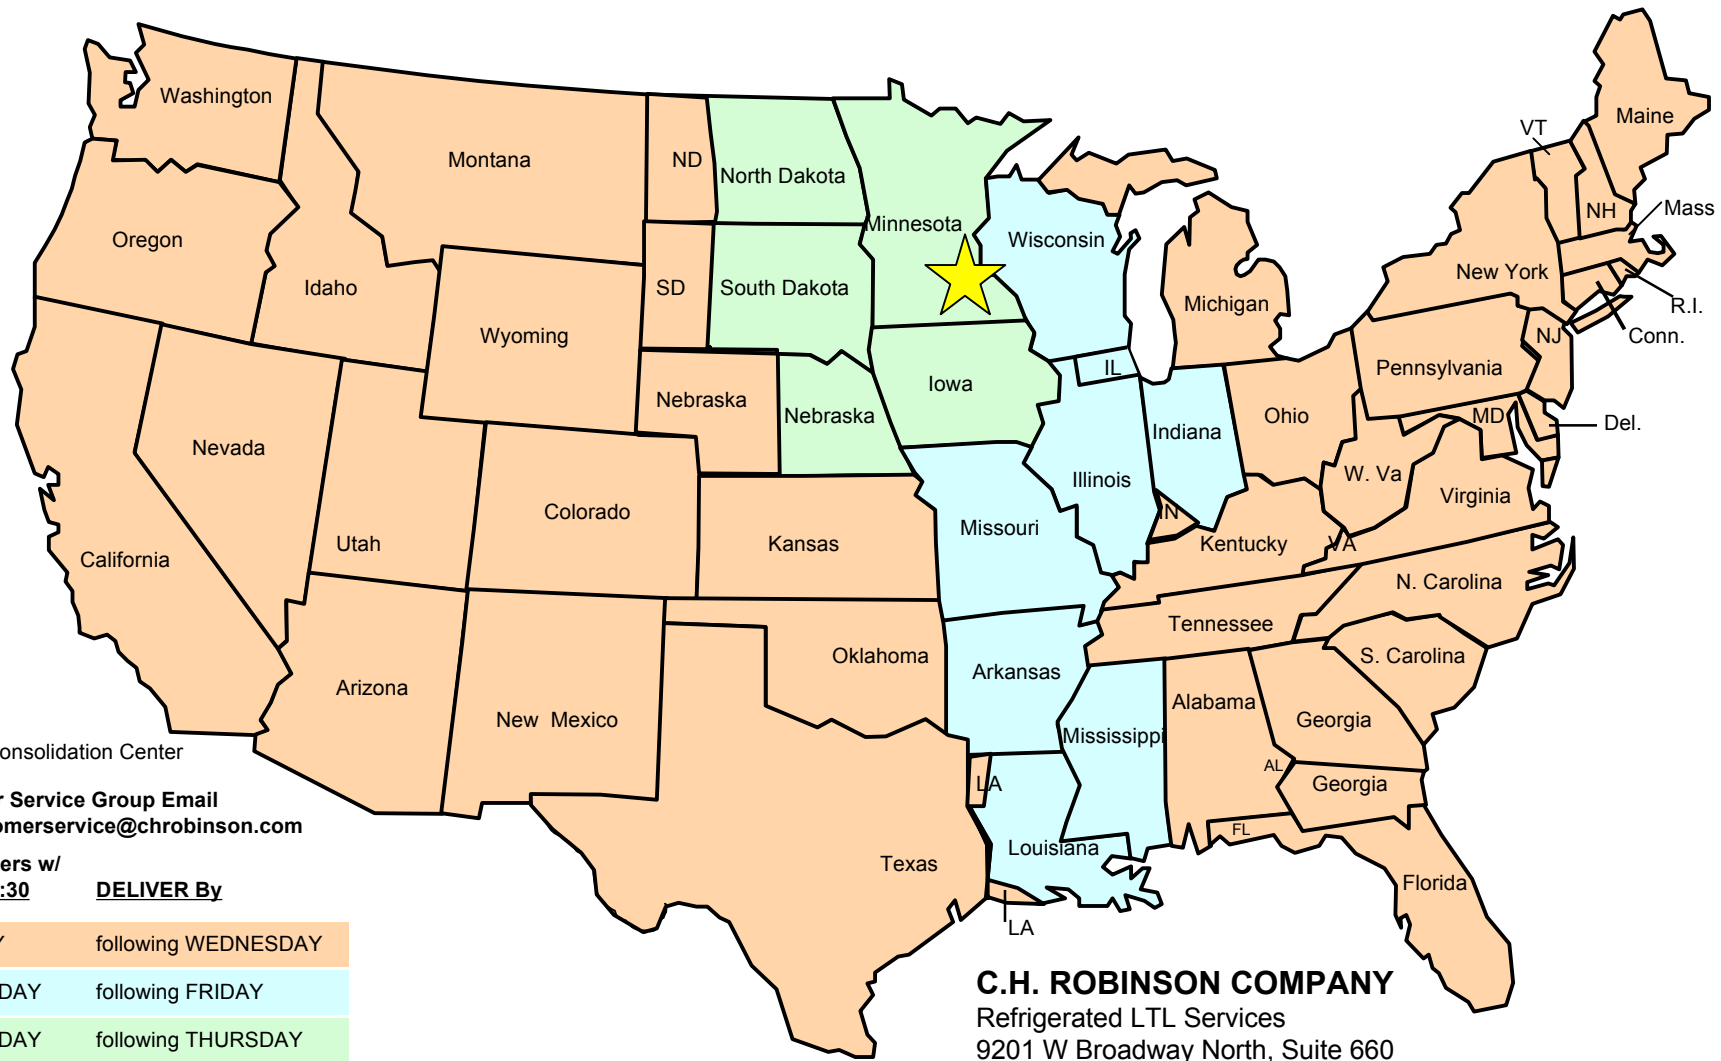 Washington
Montana
ND
North Dakota
Minnesota
Wisconsin
VT
Maine
NH
Mass
Oregon
Idaho
SD
South Dakota
Michigan
New York
R.I.
Conn.
NJ
Wyoming
Pennsylvania
IL
Nebraska
Nebraska
Iowa
Ohio
MD
Del.
Nevada
Indiana
W. Va
Virginia
Illinois
Colorado
Utah
Kansas
Missouri
IN
Kentucky
VA
California
N. Carolina
Tennessee
Oklahoma
Arkansas
S. Carolina
Arizona
New Mexico
Alabama
Georgia
Mississippi
AL
Georgia
LA
FL
Louisiana
Texas
Florida
LA
onsolidation Center
r Service Group Email
omerservice@chrobinson.com
ers w/
:30 DELIVER By
Y following WEDNESDAY
DAY following FRIDAY
DAY following THURSDAY
C.H. ROBINSON COMPANY
Refrigerated LTL Services
9201 W Broadway North, Suite 660